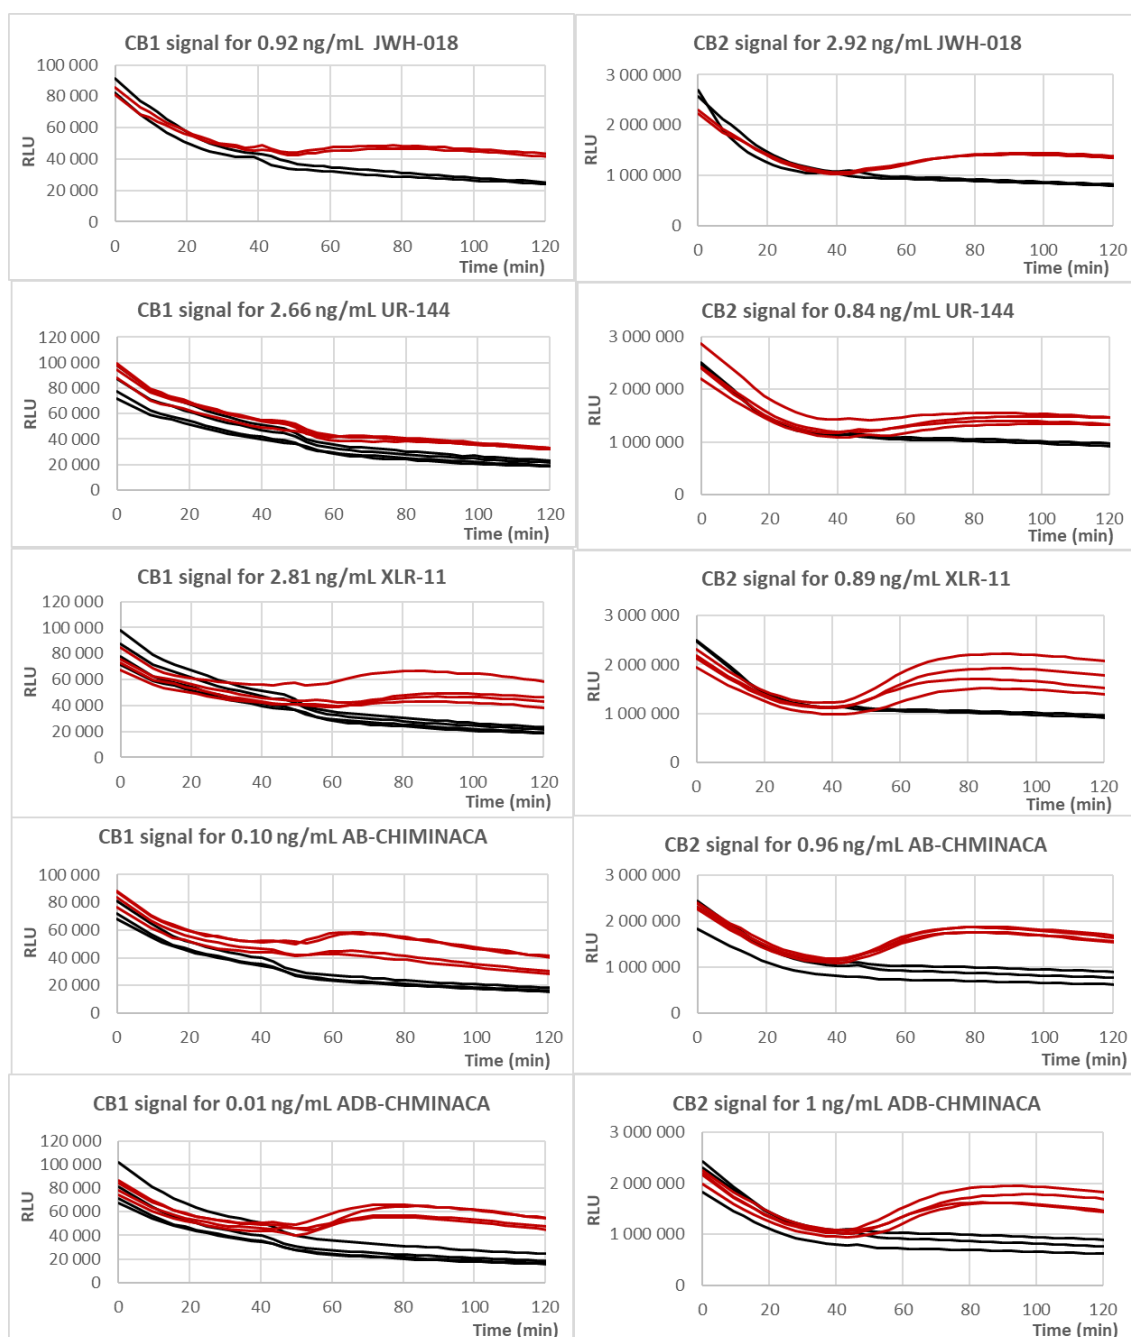 CB1 signal for 0.92 ng/mL JWH-018
100 000
80 000
60 000
40 000
20 000
0
RLU
0 20 40 60 80 100 120
Time (min)
CB2 signal for 2.92 ng/mL JWH-018
3 000 000
2 000 000
1 000 000
0
RLU
0 20 40 60 80 100 120
Time (min)
CB1 signal for 2.66 ng/mL UR-144
120 000
100 000
80 000
60 000
40 000
20 000
0
RLU
0 20 40 60 80 100 120
Time (min)
CB2 signal for 0.84 ng/mL UR-144
3 000 000
2 000 000
1 000 000
0
RLU
0 20 40 60 80 100 120
Time (min)
CB1 signal for 2.81 ng/mL XLR-11
120 000
100 000
80 000
60 000
40 000
20 000
0
RLU
0 20 40 60 80 100 120
Time (min)
CB2 signal for 0.89 ng/mL XLR-11
3 000 000
2 000 000
1 000 000
0
RLU
0 20 40 60 80 100 120
Time (min)
CB1 signal for 0.10 ng/mL AB-CHIMINACA
100 000
80 000
60 000
40 000
20 000
0
RLU
0 20 40 60 80 100 120
Time (min)
CB2 signal for 0.96 ng/mL AB-CHMINACA
3 000 000
2 000 000
1 000 000
0
RLU
0 20 40 60 80 100 120
Time (min)
CB1 signal for 0.01 ng/mL ADB-CHMINACA
120 000
100 000
80 000
60 000
40 000
20 000
0
RLU
0 20 40 60 80 100 120
Time (min)
CB2 signal for 1 ng/mL ADB-CHMINACA
3 000 000
2 000 000
1 000 000
0
RLU
0 20 40 60 80 100 120
Time (min)